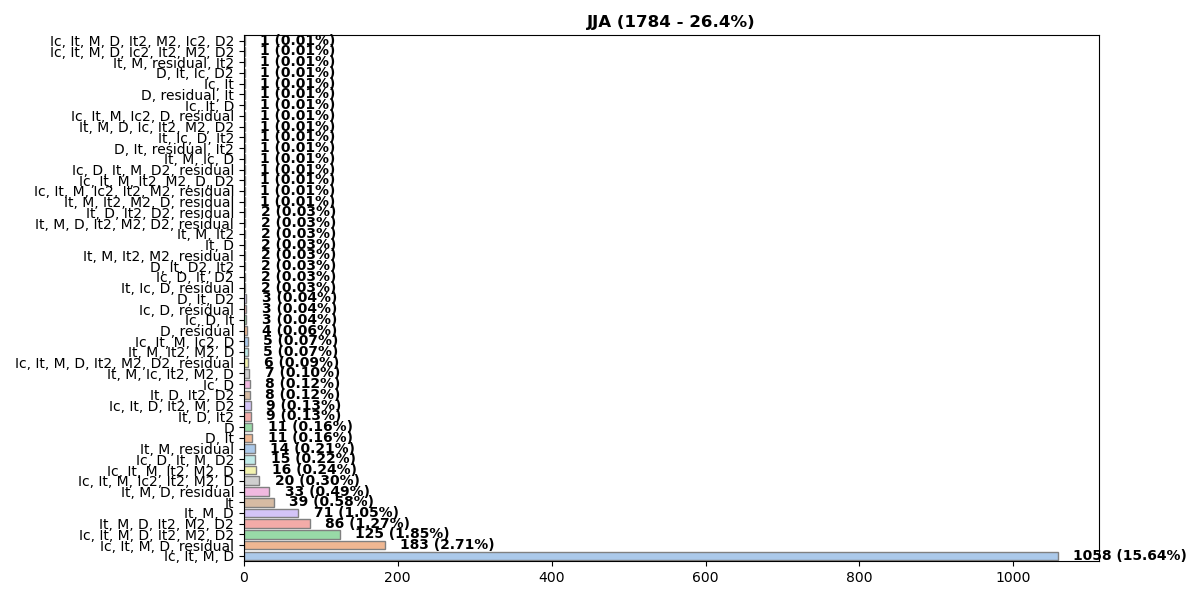 JJA (1784 - 26.4%)
Ic, It, M, D, It2, M2, Ic2, D2 1 (0.01%)
Ic, It, M, D, Ic2, It2, M2, D2 1 (0.01%)
It, M, residual, It2 1 (0.01%)
D, It, Ic, D2 1 (0.01%)
Ic, It 1 (0.01%)
D, residual, It 1 (0.01%)
Ic, It, D 1 (0.01%)
Ic, It, M, Ic2, D, residual 1 (0.01%)
It, M, D, Ic, It2, M2, D2 1 (0.01%)
It, Ic, D, It2 1 (0.01%)
D, It, residual, It2 1 (0.01%)
It, M, Ic, D 1 (0.01%)
Ic, D, It, M, D2, residual 1 (0.01%)
Ic, It, M, It2, M2, D, D2 1 (0.01%)
Ic, It, M, Ic2, It2, M2, residual 1 (0.01%)
It, M, It2, M2, D, residual 1 (0.01%)
It, D, It2, D2, residual 2 (0.03%)
It, M, D, It2, M2, D2, residual 2 (0.03%)
It, M, It2 2 (0.03%)
It, D 2 (0.03%)
It, M, It2, M2, residual 2 (0.03%)
D, It, D2, It2 2 (0.03%)
Ic, D, It, D2 2 (0.03%)
It, Ic, D, residual 2 (0.03%)
D, It, D2 3 (0.04%)
Ic, D, residual 3 (0.04%)
Ic, D, It 3 (0.04%)
D, residual 4 (0.06%)
Ic, It, M, Ic2, D 5 (0.07%)
It, M, It2, M2, D 5 (0.07%)
Ic, It, M, D, It2, M2, D2, residual 6 (0.09%)
It, M, Ic, It2, M2, D 7 (0.10%)
Ic, D 8 (0.12%)
It, D, It2, D2 8 (0.12%)
Ic, It, D, It2, M, D2 9 (0.13%)
It, D, It2 9 (0.13%)
D 11 (0.16%)
D, It 11 (0.16%)
It, M, residual 14 (0.21%)
Ic, D, It, M, D2 15 (0.22%)
Ic, It, M, It2, M2, D 16 (0.24%)
Ic, It, M, Ic2, It2, M2, D 20 (0.30%)
It, M, D, residual 33 (0.49%)
It 39 (0.58%)
It, M, D 71 (1.05%)
It, M, D, It2, M2, D2 86 (1.27%)
Ic, It, M, D, It2, M2, D2 125 (1.85%)
Ic, It, M, D, residual 183 (2.71%)
Ic, It, M, D 1058 (15.64%)
0 200 400 600 800 1000